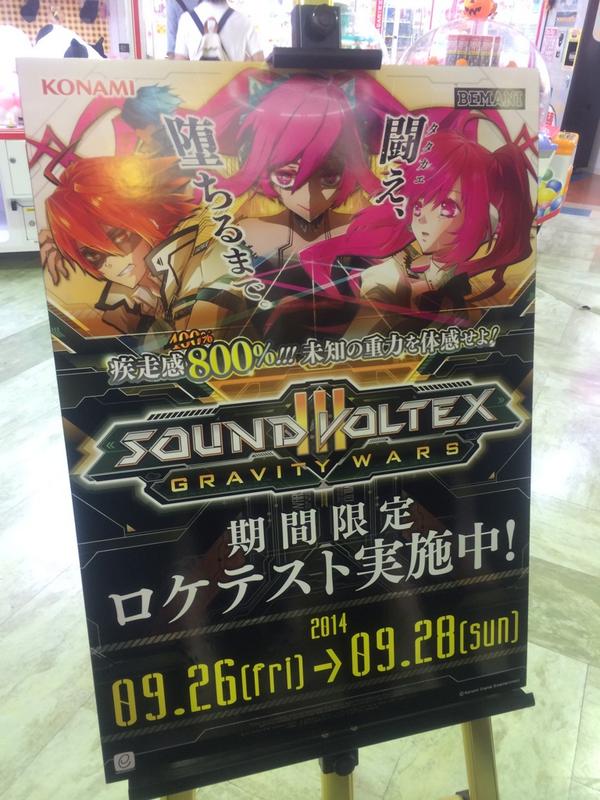 KONAMI
BEMANI
闘え、
タタカエ
堕ちるまで。
400%
疾走感800%!!! 未知の重力を体感せよ!
III
SOUND VOLTEX
GRAVITY WARS
期間限定
ロケテスト実施中!
2014
09.26(fri)→09.28(sun)